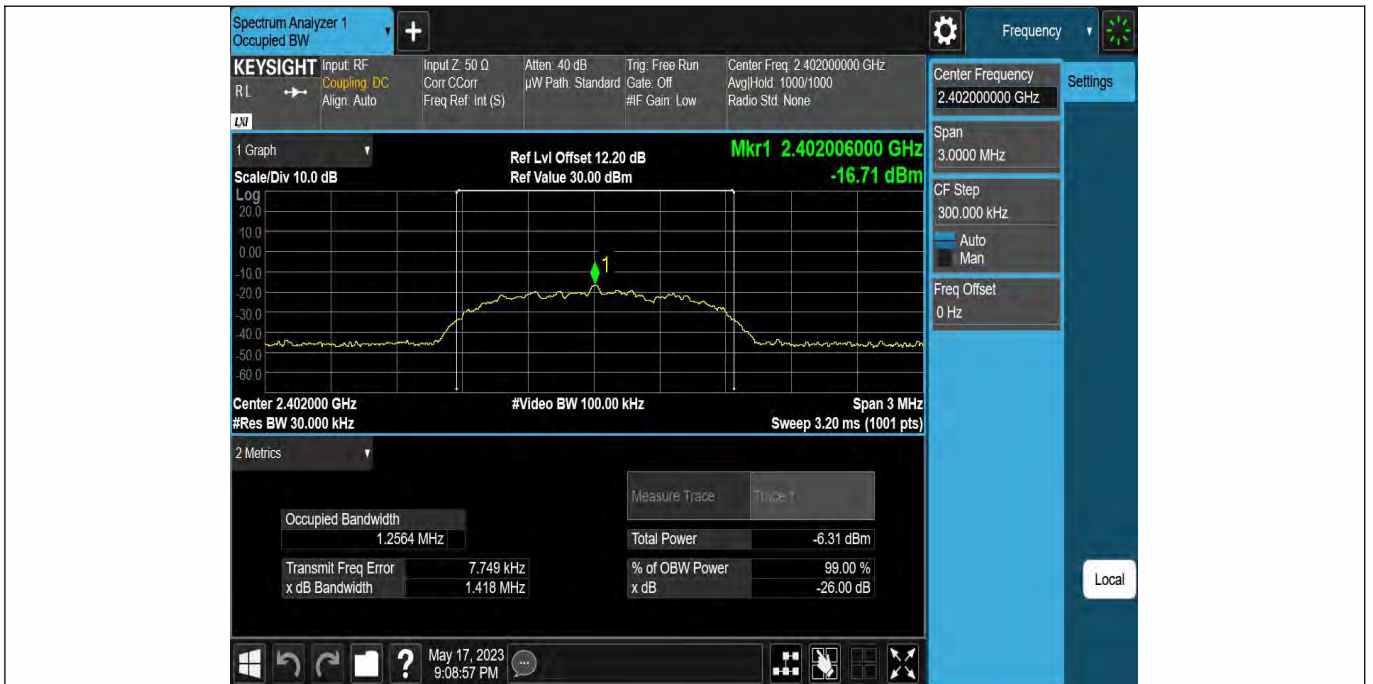 Spectrum Analyzer 1
Occupied BW
+
Frequency
KEYSIGHT
RL
LXI
Input: RF
Coupling: DC
Align: Auto
Input Z: 50 Ω
Corr CCorr
Freq Ref: Int (S)
Atten: 40 dB
µW Path: Standard
Trig: Free Run
Gate: Off
#IF Gain: Low
Center Freq: 2.402000000 GHz
Avg|Hold: 1000/1000
Radio Std: None
Center Frequency
2.402000000 GHz
Settings
Span
3.0000 MHz
CF Step
300.000 kHz
Auto
Man
Freq Offset
0 Hz
1 Graph
Scale/Div 10.0 dB
Ref Lvl Offset 12.20 dB
Ref Value 30.00 dBm
Mkr1 2.402006000 GHz
-16.71 dBm
Log
20.0
10.0
0.00
-10.0
-20.0
-30.0
-40.0
-50.0
-60.0
1
Center 2.402000 GHz
#Res BW 30.000 kHz
#Video BW 100.00 kHz
Span 3 MHz
Sweep 3.20 ms (1001 pts)
2 Metrics
Measure Trace
Trace 1
Occupied Bandwidth
1.2564 MHz
Total Power
-6.31 dBm
Transmit Freq Error
7.749 kHz
% of OBW Power
99.00 %
x dB Bandwidth
1.418 MHz
x dB
-26.00 dB
Local
?
May 17, 2023
9:08:57 PM